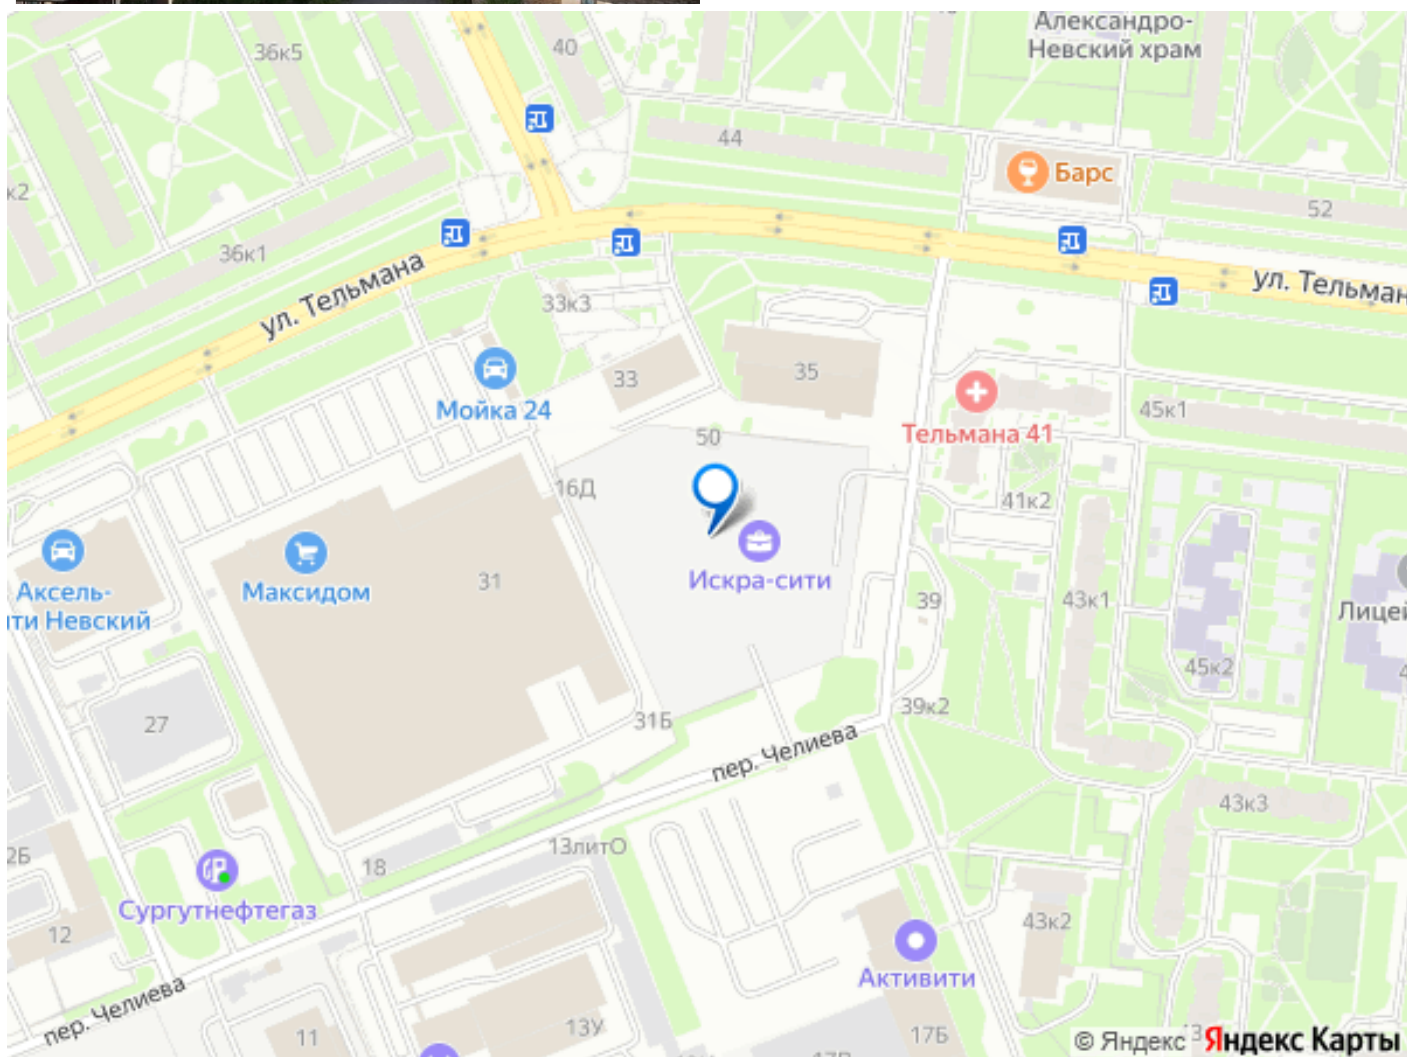 Александро-
Невский храм
36к5
40
44
Барс
к2
52
36к1
ул. Тельмана
ул. Тельман
33к3
33
35
Мойка 24
45к1
50
Тельмана 41
16Д
41к2
Аксель-
ти Невский
Максидом
31
Искра-сити
39
43к1
Лицей
45к2
27
31Б
39к2
пер. Челиева
43к3
2Б
18
13литО
Сургутнефтегаз
12
43к2
Активити
пер. Челиева
11
13У
17Б
© Яндекс
Яндекс Карты